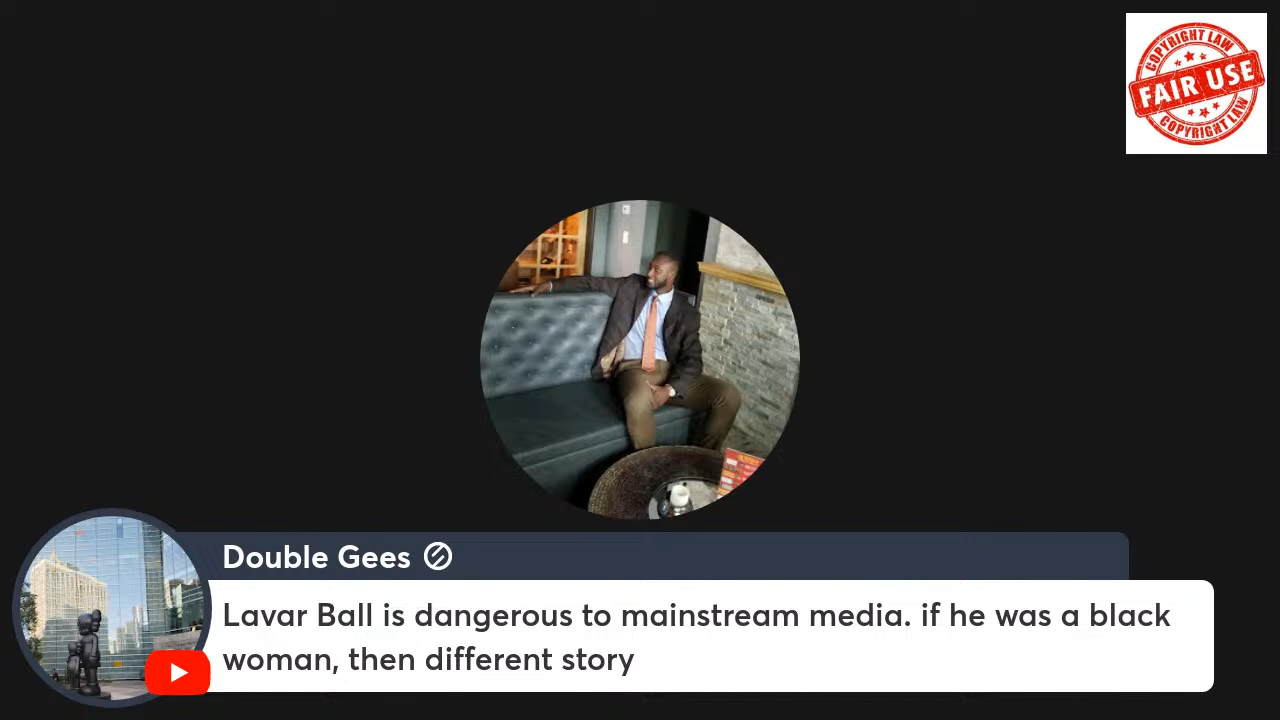 COPYRIGHT LAW
FAIR USE
COPYRIGHT LAW
Double Gees
Lavar Ball is dangerous to mainstream media. if he was a black
woman, then different story